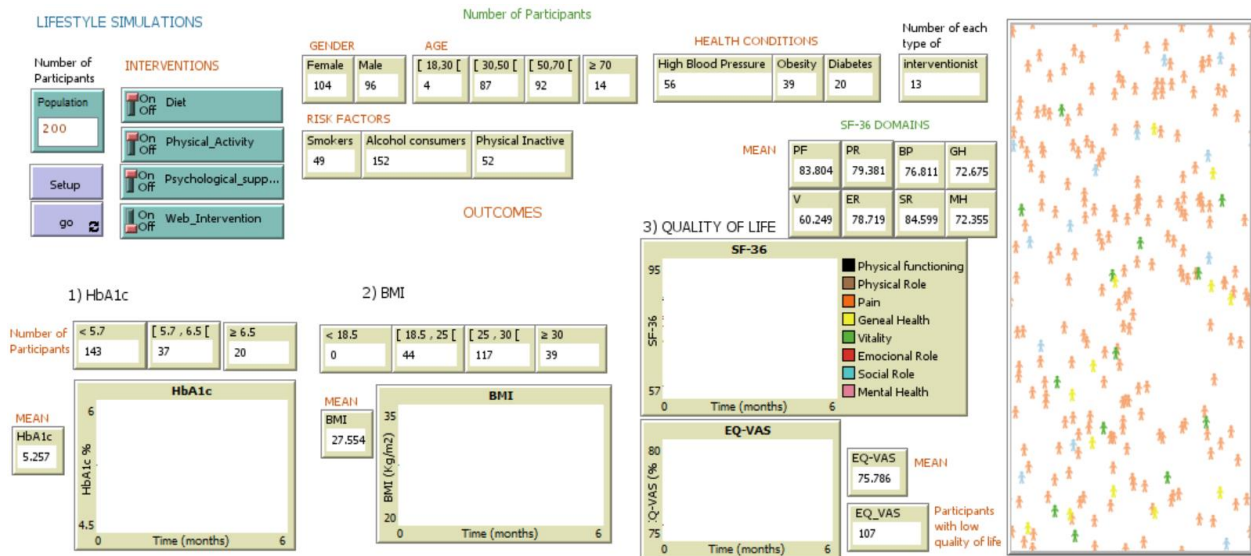 LIFESTYLE SIMULATIONS
Number of Participants
Number of
Participants
Population
200
Setup
go
INTERVENTIONS
On
Off
Diet
On
Off
Physical_Activity
On
Off
Psychological_supp...
On
Off
Web_Intervention
GENDER
Female
104
Male
96
AGE
[ 18,30 [
4
[ 30,50 [
87
[ 50,70 [
92
≥ 70
14
HEALTH CONDITIONS
High Blood Pressure
56
Obesity
39
Diabetes
20
Number of each
type of
interventionist
13
RISK FACTORS
Smokers
49
Alcohol consumers
152
Physical Inactive
52
SF-36 DOMAINS
MEAN
PF
83.804
PR
79.381
BP
76.811
GH
72.675
V
60.249
ER
78.719
SR
84.599
MH
72.355
OUTCOMES
1) HbA1c
Number of
Participants
< 5.7
143
[ 5.7 , 6.5 [
37
≥ 6.5
20
MEAN
HbA1c
5.257
HbA1c
6
HbA1c %
4.5
0
Time (months)
6
2) BMI
< 18.5
0
[ 18.5 , 25 [
44
[ 25 , 30 [
117
≥ 30
39
MEAN
BMI
27.554
BMI
35
BMI (Kg/m2)
20
0
Time (months)
6
3) QUALITY OF LIFE
SF-36
95
SF-36
57
0
Time (months)
6
Physical functioning
Physical Role
Pain
Geneal Health
Vitality
Emocional Role
Social Role
Mental Health
EQ-VAS
80
EQ-VAS (%
75
0
Time (months)
6
EQ-VAS
75.786
MEAN
EQ_VAS
107
Participants
with low
quality of life